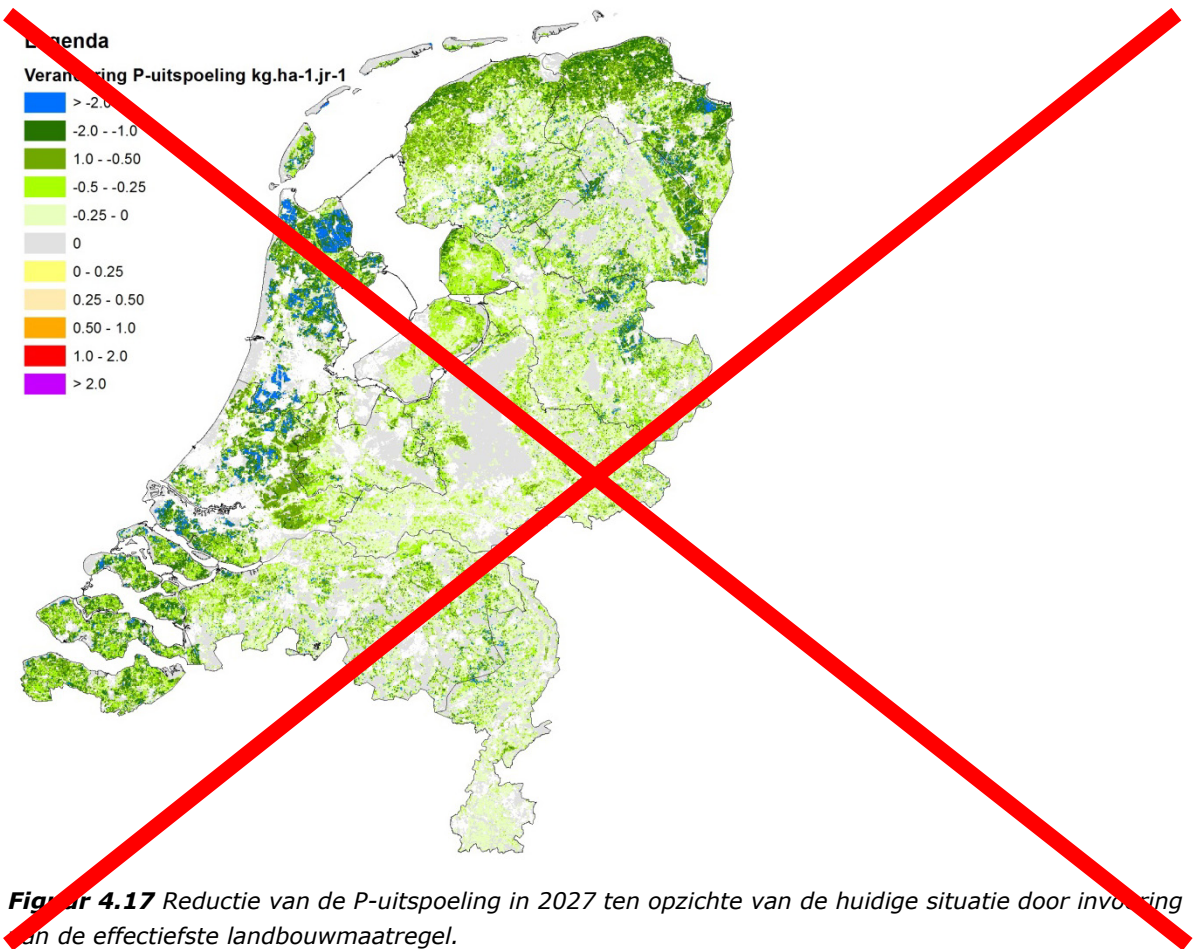 Legenda
Verandering P-uitspoeling kg.ha-1.jr-1
> -2.0
-2.0 - -1.0
1.0 - -0.50
-0.5 - -0.25
-0.25 - 0
0
0 - 0.25
0.25 - 0.50
0.50 - 1.0
1.0 - 2.0
> 2.0
Figuur 4.17 Reductie van de P-uitspoeling in 2027 ten opzichte van de huidige situatie door invoering
van de effectiefste landbouwmaatregel.